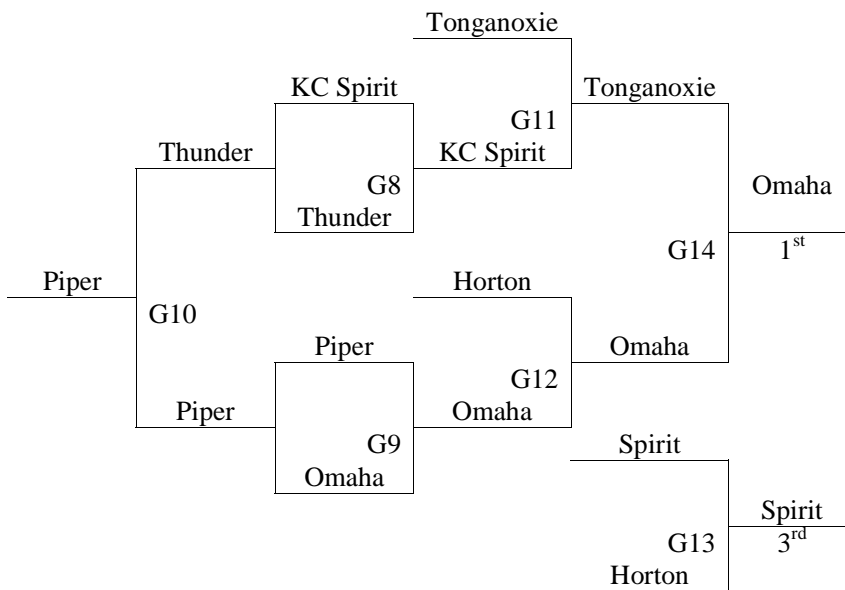 Tonganoxie
KC Spirit
Tonganoxie
G11
Thunder
KC Spirit
G8
Omaha
Thunder
G14
1st
Piper
Horton
G10
Piper
Omaha
G12
Piper
Omaha
G9
Spirit
Omaha
Spirit
G13
3rd
Horton